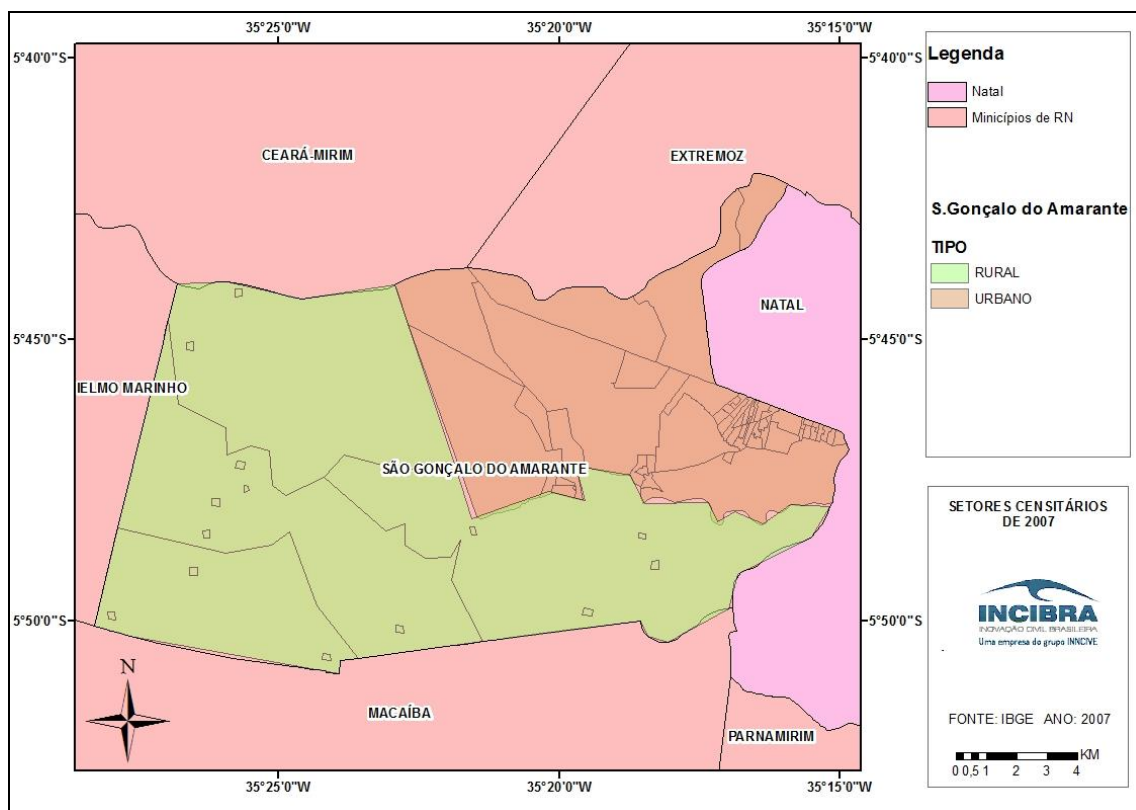 35°25'0"W
35°20'0"W
35°15'0"W
5°40'0"S
5°40'0"S
5°45'0"S
5°45'0"S
5°50'0"S
5°50'0"S
CEARÁ-MIRIM
EXTREMOZ
NATAL
IELMO MARINHO
SÃO GONÇALO DO AMARANTE
MACAÍBA
PARNAMIRIM
N
35°25'0"W
35°20'0"W
35°15'0"W
Legenda
Natal
Minicípios de RN
S.Gonçalo do Amarante
TIPO
RURAL
URBANO
SETORES CENSITÁRIOS
DE 2007
INCIBRA
INOVAÇÃO CIVIL BRASILEIRA
Uma empresa do grupo INNCIVE
FONTE: IBGE ANO: 2007
KM
0 0,5 1 2 3 4